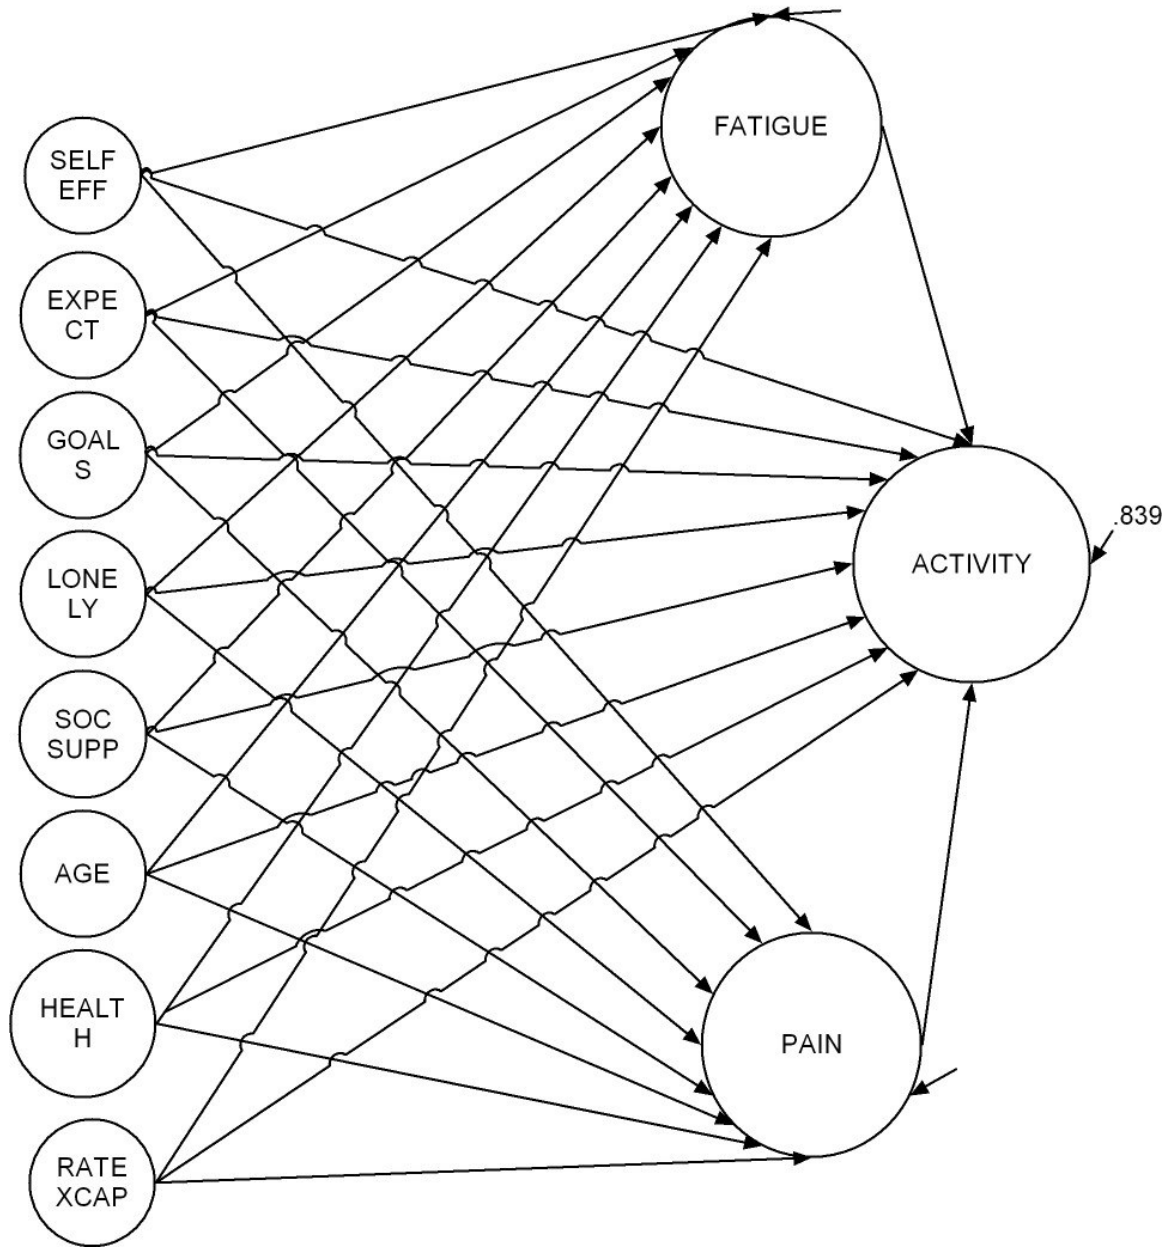 FATIGUE
SELF
EFF
EXPE
CT
GOAL
S
.839
ACTIVITY
LONE
LY
SOC
SUPP
AGE
HEALT
H
PAIN
RATE
XCAP